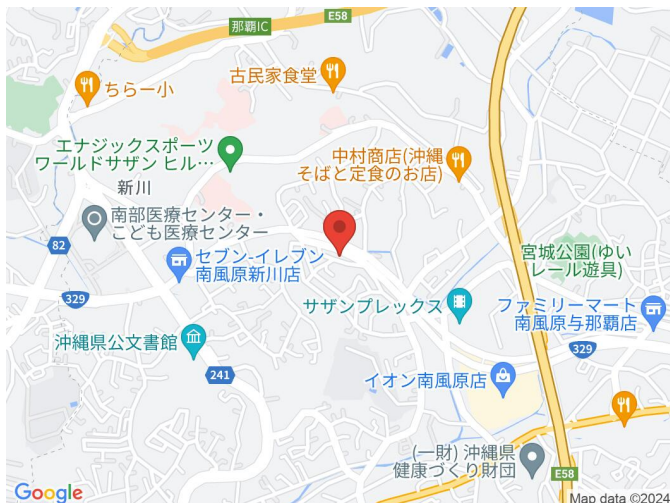 那覇IC
E58
ちらー小
古民家食堂
エナジックスポーツ
ワールドサザン ヒル…
新川
中村商店(沖縄
そばと定食のお店)
南部医療センター・
こども医療センター
82
セブン-イレブン
南風原新川店
宮城公園(ゆい
レール遊具)
329
サザンプレックス
ファミリーマート
南風原与那覇店
沖縄県公文書館
329
241
イオン南風原店
(一財) 沖縄県
健康づくり財団
E58
Google
Map data ©2024